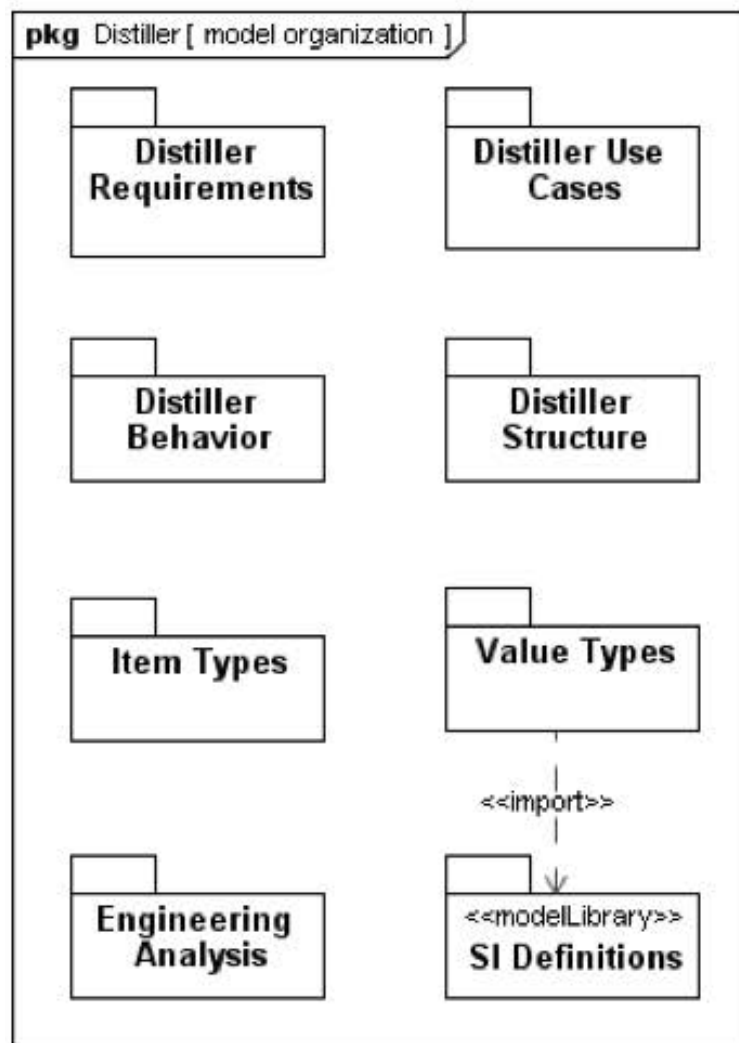 pkg Distiller [ model organization ]
Distiller
Requirements
Distiller Use
Cases
Distiller
Behavior
Distiller
Structure
Item Types
Value Types
<<import>>
Engineering
Analysis
<<modelLibrary>>
SI Definitions